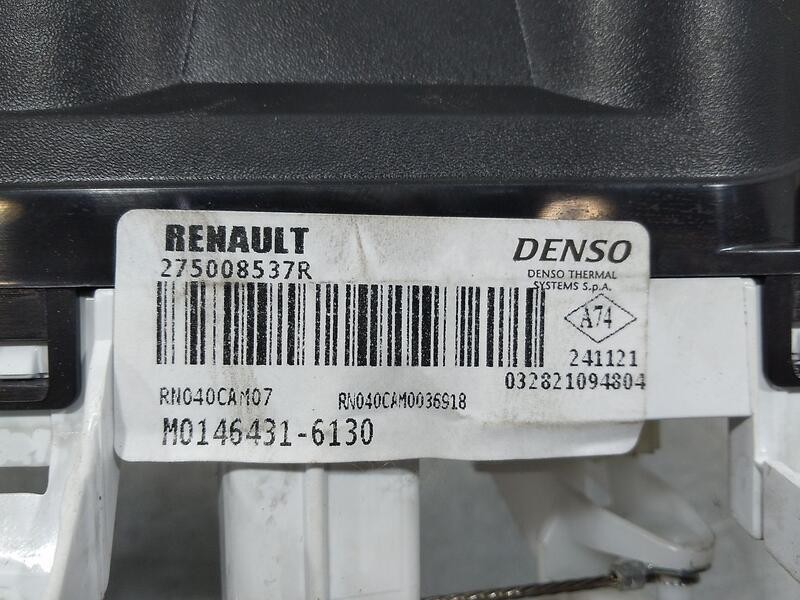 RENAULT
275008537R
DENSO
DENSO THERMAL
SYSTEMS S.p.A.
A74
241121
032821094804
RN040CAM07
RN040CAM0036918
M0146431-6130